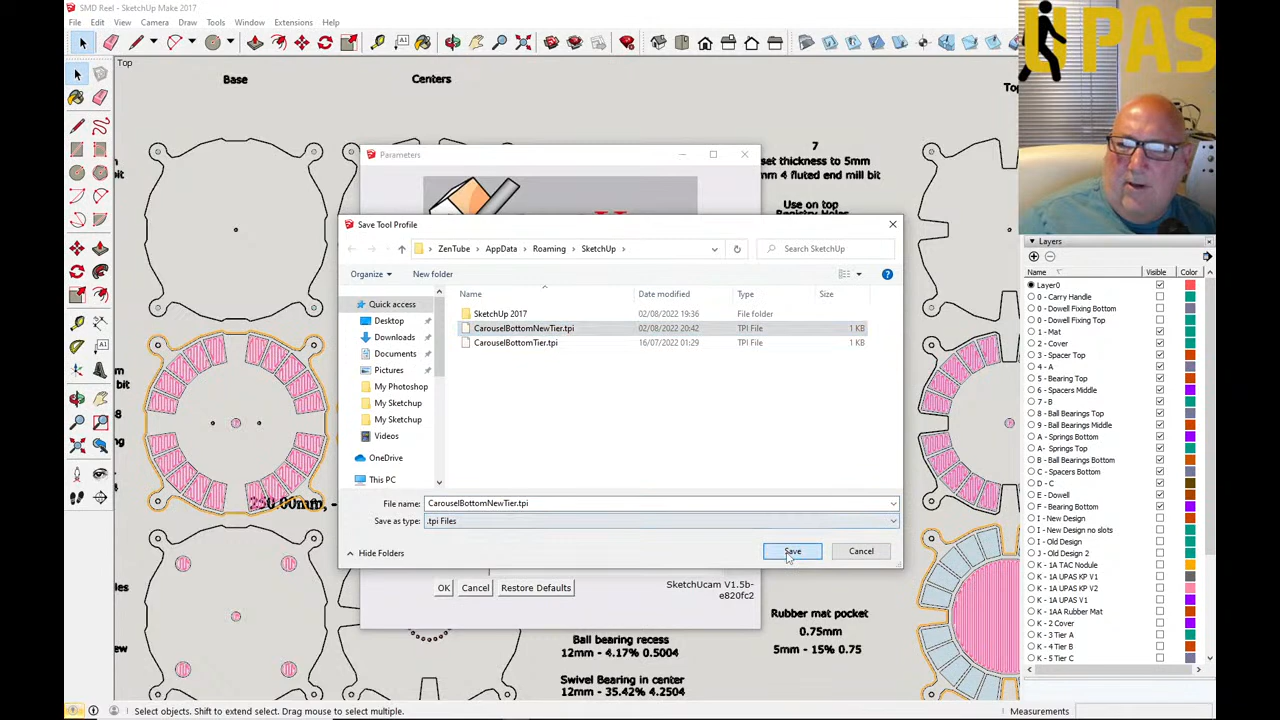 SMD Reel - SketchUp Make 2017
File Edit View Camera Draw Tools Window Extensions Help
UPAS
Top
Base
Centers
7
5mm
set thickness to 5mm
4 fluted end mill bit
Use on top
Registry Holes
Parameters
Save Tool Profile
ZenTube AppData Roaming SketchUp
Search SketchUp
Organize New folder
Name Date modified Type Size
SketchUp 2017 02/08/2022 19:36 File folder
CarouselBottomNewTier.tpi 02/08/2022 20:42 TPI File 1 KB
CarouselBottomTier.tpi 16/07/2022 01:29 TPI File 1 KB
Quick access
Desktop
Downloads
Documents
Pictures
My Photoshop
My Sketchup
My Sketchup
Videos
OneDrive
This PC
File name: CarouselBottomNewTier.tpi
Save as type: .tpi Files
Hide Folders
Save Cancel
OK Cancel Restore Defaults
SketchUcam V1.5b-
e820fc2
bit
Ball bearing recess
12mm - 4.17% 0.5004
Swivel Bearing in center
12mm - 35.42% 4.2504
Rubber mat pocket
0.75mm
5mm - 15% 0.75
Layers
Name Visible Color
Layer0
0 - Carry Handle
0 - Dowell Fixing Bottom
0 - Dowell Fixing Top
1 - Mat
2 - Cover
3 - Spacer Top
4 - A
5 - Bearing Top
6 - Spacers Middle
7 - B
8 - Ball Bearings Top
9 - Ball Bearings Middle
A - Springs Bottom
A- Springs Top
B - Ball Bearings Bottom
C - Spacers Bottom
D - C
E - Dowell
F - Bearing Bottom
I - New Design
I - New Design no slots
I - Old Design
J - Old Design 2
K - 1A TAC Nodule
K - 1A UPAS KP V1
K - 1A UPAS KP V2
K - 1A UPAS V1
K - 1AA Rubber Mat
K - 2 Cover
K - 3 Tier A
K - 4 Tier B
K - 5 Tier C
Select objects. Shift to extend select. Drag mouse to select multiple.
Measurements